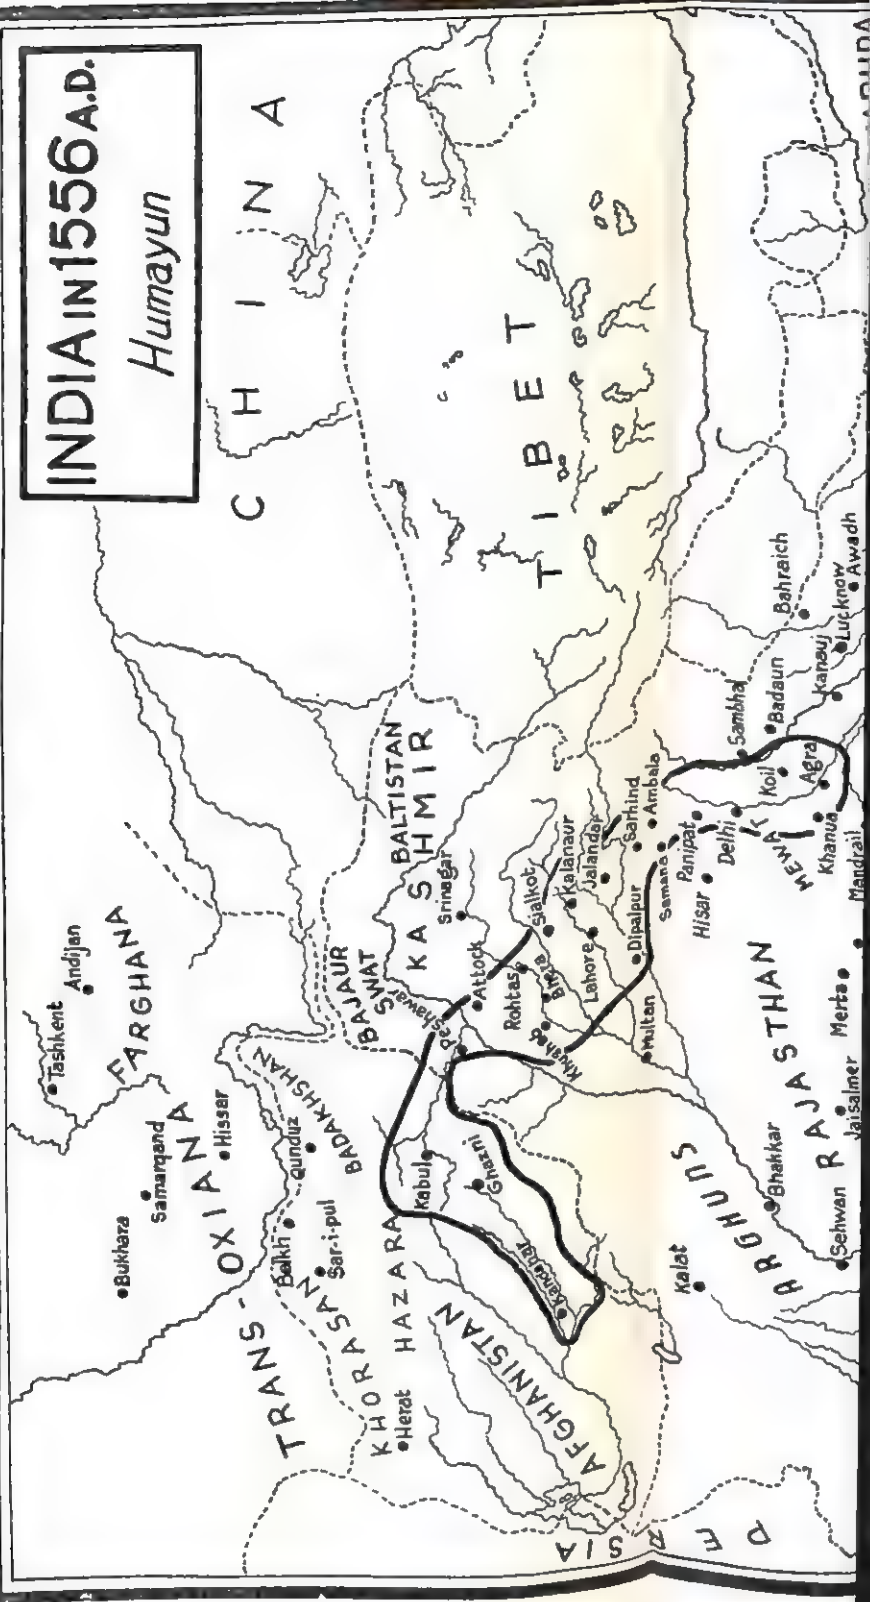 INDIA IN 1556 A.D.
Humayun
CHINA
TIBET
Tashkent
Andijan
FARGHANA
Bukhara
Samarqand
TRANS-OXIANA
Hissar
Qunduz
BADAKHSHAN
Balkh
Sar-i-pul
KHORASAN
Herat
HAZARA
AFGHANISTAN
PERSIA
Kabul
Ghazni
Kandahar
BAJAUR
SWAT
BALTISTAN
KASHMIR
Srinagar
Peshawar
Attock
Rohtas
Bhera
Khushab
Sialkot
Kalanaur
Lahore
Jalandar
Dipalpur
Multan
Sarhind
Ambala
Samana
Panipat
Hisar
Delhi
MEWAT
Sambhal
Badaun
Koil
Agra
Khanua
Mandrail
Bahraich
Kanauj
Lucknow
Awadh
ARGHUNS
Kalat
Bhakkar
Sehwan
RAJASTHAN
Jaisalmer
Merta